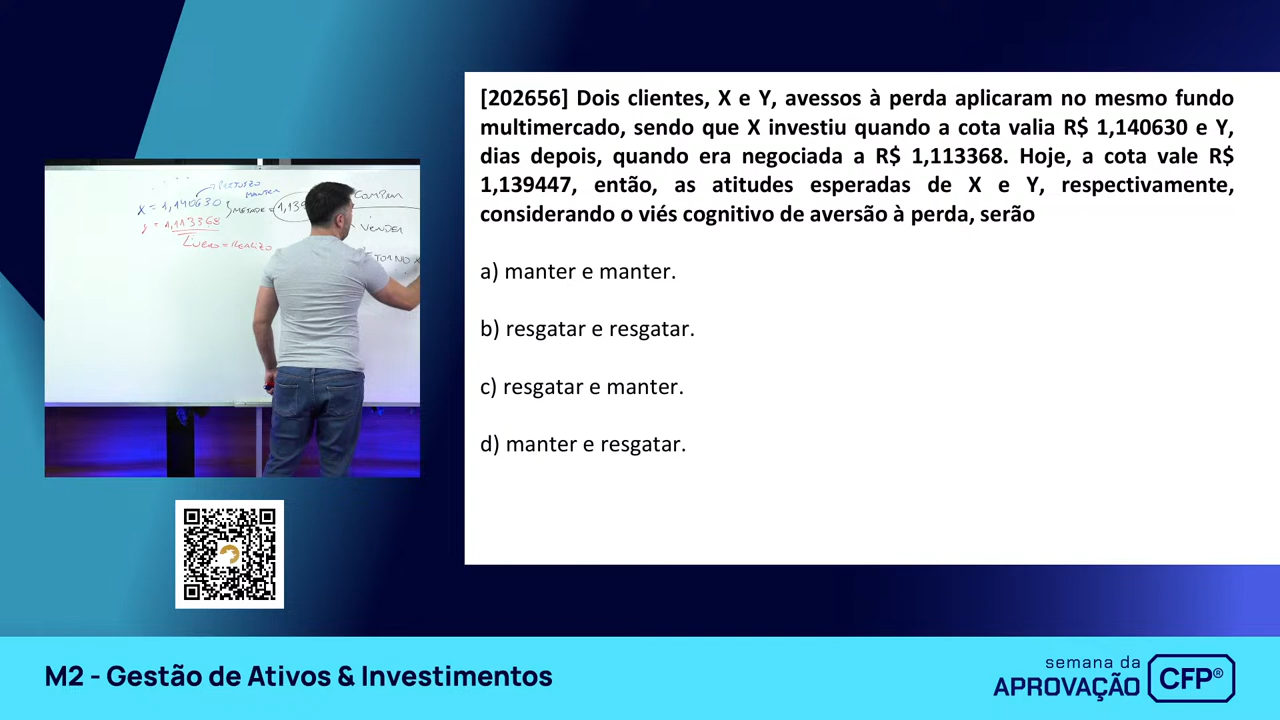 [202656] Dois clientes, X e Y, avessos à perda aplicaram no mesmo fundo
multimercado, sendo que X investiu quando a cota valia R$ 1,140630 e Y,
dias depois, quando era negociada a R$ 1,113368. Hoje, a cota vale R$
1,139447, então, as atitudes esperadas de X e Y, respectivamente,
considerando o viés cognitivo de aversão à perda, serão
a) manter e manter.
b) resgatar e resgatar.
c) resgatar e manter.
d) manter e resgatar.
PREJUÍZO
MANTER
X = 1,140630
Y = 1,113368
1,139
COMPRA
VENDER
M2 - Gestão de Ativos & Investimentos
semana da
APROVAÇÃO
CFP®